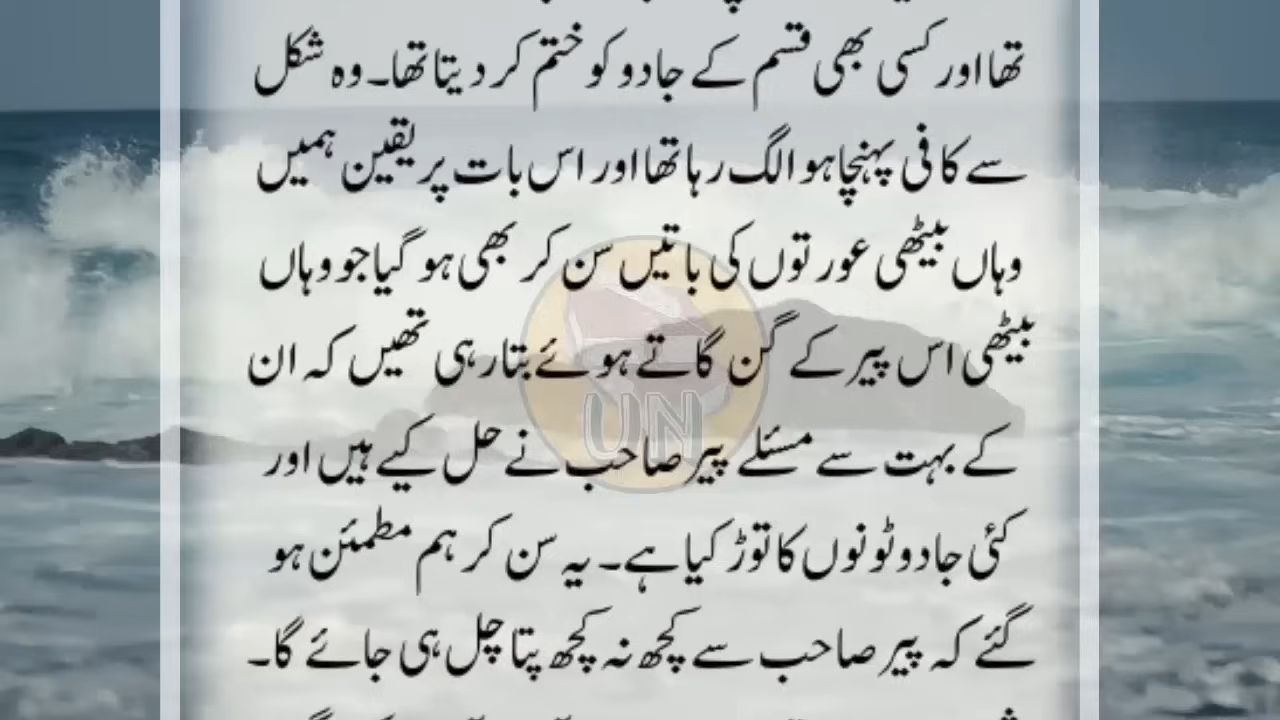 تھا اور کسی بھی قسم کے جادو کو ختم کر دیتا تھا۔ وہ شکل
سے کافی پہنچا ہوا لگ رہا تھا اور اس بات پر یقین ہمیں
وہاں بیٹھی عورتوں کی باتیں سن کر بھی ہو گیا جو وہاں
بیٹھی اس پیر کے گن گاتے ہوئے بتا رہی تھیں کہ ان
کے بہت سے مسئلے پیر صاحب نے حل کیے ہیں اور
کئی جادو ٹونوں کا توڑ کیا ہے۔ یہ سن کر ہم مطمئن ہو
گئے کہ پیر صاحب سے کچھ نہ کچھ پتا چل ہی جائے گا۔
UN